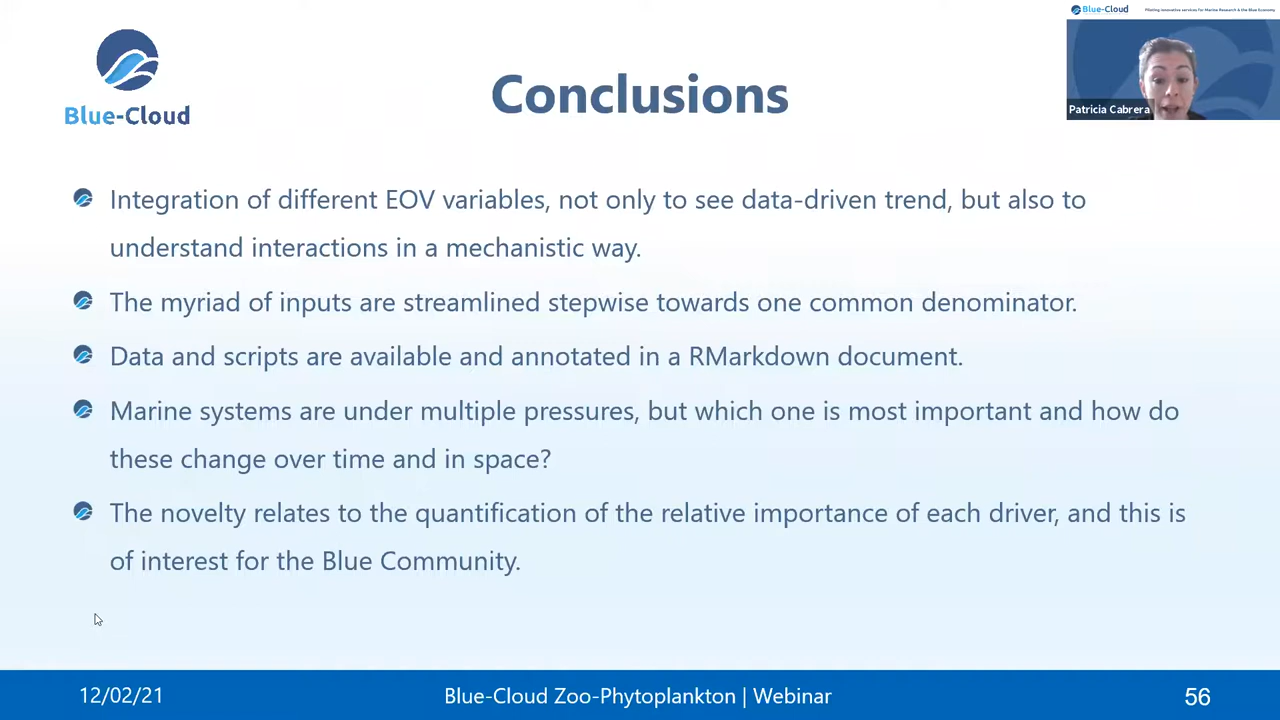 Blue-Cloud
Conclusions
Blue-Cloud Piloting innovative services for Marine Research & the Blue Economy
Patricia Cabrera
Integration of different EOV variables, not only to see data-driven trend, but also to
understand interactions in a mechanistic way.
The myriad of inputs are streamlined stepwise towards one common denominator.
Data and scripts are available and annotated in a RMarkdown document.
Marine systems are under multiple pressures, but which one is most important and how do
these change over time and in space?
The novelty relates to the quantification of the relative importance of each driver, and this is
of interest for the Blue Community.
12/02/21
Blue-Cloud Zoo-Phytoplankton | Webinar
56